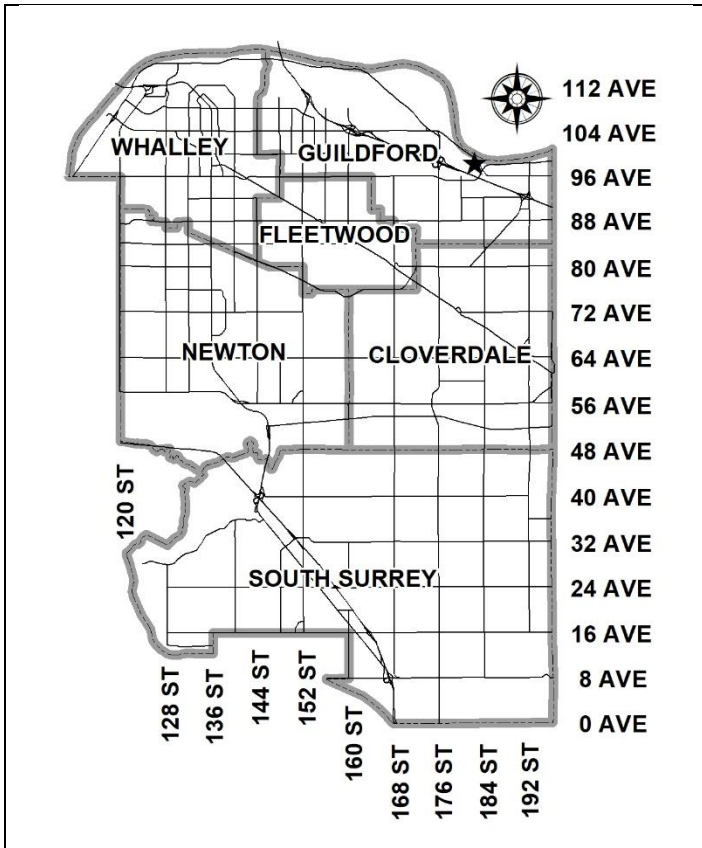 112 AVE
104 AVE
WHALLEY
GUILDFORD
96 AVE
88 AVE
FLEETWOOD
80 AVE
72 AVE
NEWTON
CLOVERDALE
64 AVE
56 AVE
48 AVE
120 ST
40 AVE
32 AVE
SOUTH SURREY
24 AVE
16 AVE
8 AVE
0 AVE
128 ST
136 ST
144 ST
152 ST
160 ST
168 ST
176 ST
184 ST
192 ST